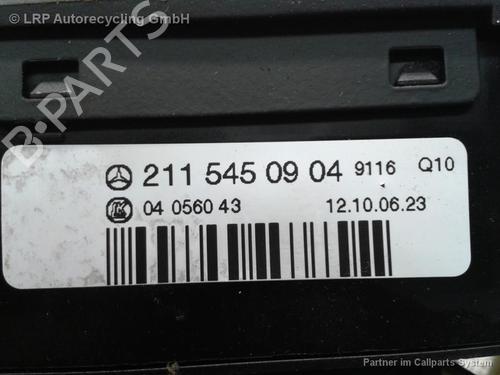 © LRP Autorecycling GmbH
B-PARTS
211 545 09 04 9116 Q10
04 0560 43 12.10.06.23
Partner im Callparts System